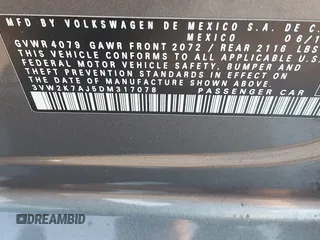 MFD BY VOLKSWAGEN DE MEXICO S.A. DE C.
MEXICO 06/1
GVWR 4079 GAWR FRONT 2072 / REAR 2116 LBS
THIS VEHICLE CONFORMS TO ALL APPLICABLE U.S.
FEDERAL MOTOR VEHICLE SAFETY, BUMPER AND
THEFT PREVENTION STANDARDS IN EFFECT ON THE
DATE OF MANUFACTURE SHOWN ABOVE
3VW2K7AJ5DM317078 PASSENGER CAR
DREAMBID